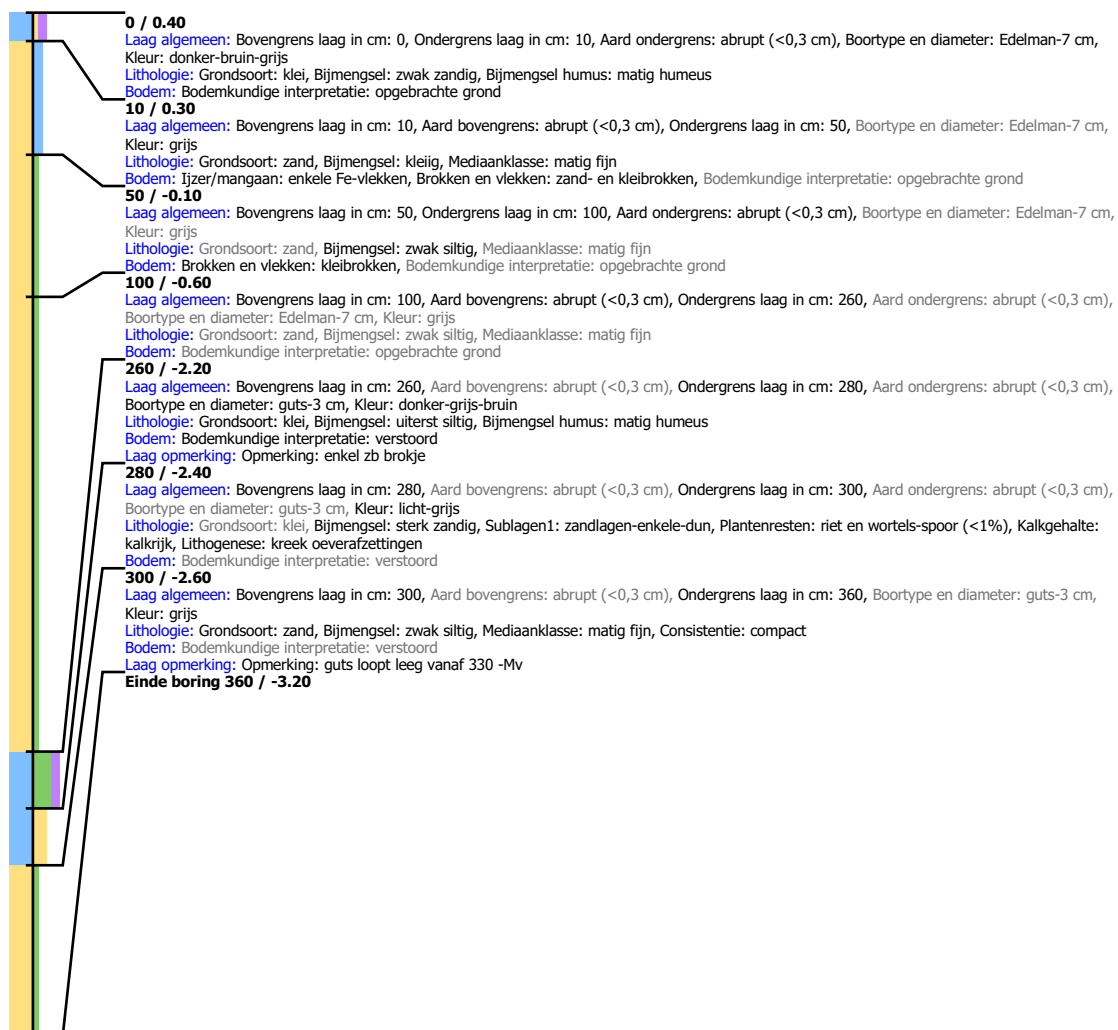 0 / 0.40
Laag algemeen: Bovengrens laag in cm: 0, Ondergrens laag in cm: 10, Aard ondergrens: abrupt (<0,3 cm), Boortype en diameter: Edelman-7 cm,
Kleur: donker-bruin-grijs
Lithologie: Grondsoort: klei, Bijmengsel: zwak zandig, Bijmengsel humus: matig humeus
Bodem: Bodemkundige interpretatie: opgebrachte grond
10 / 0.30
Laag algemeen: Bovengrens laag in cm: 10, Aard bovengrens: abrupt (<0,3 cm), Ondergrens laag in cm: 50, Boortype en diameter: Edelman-7 cm,
Kleur: grijs
Lithologie: Grondsoort: zand, Bijmengsel: kleiig, Mediaanklasse: matig fijn
Bodem: Ijzer/mangaan: enkele Fe-vlekken, Brokken en vlekken: zand- en kleibrokken, Bodemkundige interpretatie: opgebrachte grond
50 / -0.10
Laag algemeen: Bovengrens laag in cm: 50, Ondergrens laag in cm: 100, Aard ondergrens: abrupt (<0,3 cm), Boortype en diameter: Edelman-7 cm,
Kleur: grijs
Lithologie: Grondsoort: zand, Bijmengsel: zwak siltig, Mediaanklasse: matig fijn
Bodem: Brokken en vlekken: kleibrokken, Bodemkundige interpretatie: opgebrachte grond
100 / -0.60
Laag algemeen: Bovengrens laag in cm: 100, Aard bovengrens: abrupt (<0,3 cm), Ondergrens laag in cm: 260, Aard ondergrens: abrupt (<0,3 cm),
Boortype en diameter: Edelman-7 cm, Kleur: grijs
Lithologie: Grondsoort: zand, Bijmengsel: zwak siltig, Mediaanklasse: matig fijn
Bodem: Bodemkundige interpretatie: opgebrachte grond
260 / -2.20
Laag algemeen: Bovengrens laag in cm: 260, Aard bovengrens: abrupt (<0,3 cm), Ondergrens laag in cm: 280, Aard ondergrens: abrupt (<0,3 cm),
Boortype en diameter: guts-3 cm, Kleur: donker-grijs-bruin
Lithologie: Grondsoort: klei, Bijmengsel: uiterst siltig, Bijmengsel humus: matig humeus
Bodem: Bodemkundige interpretatie: verstoord
Laag opmerking: Opmerking: enkel zb brokje
280 / -2.40
Laag algemeen: Bovengrens laag in cm: 280, Aard bovengrens: abrupt (<0,3 cm), Ondergrens laag in cm: 300, Aard ondergrens: abrupt (<0,3 cm),
Boortype en diameter: guts-3 cm, Kleur: licht-grijs
Lithologie: Grondsoort: klei, Bijmengsel: sterk zandig, Sublagen1: zandlagen-enkele-dun, Plantenresten: riet en wortels-spoor (<1%), Kalkgehalte:
kalkrijk, Lithogenese: kreek oeverafzettingen
Bodem: Bodemkundige interpretatie: verstoord
300 / -2.60
Laag algemeen: Bovengrens laag in cm: 300, Aard bovengrens: abrupt (<0,3 cm), Ondergrens laag in cm: 360, Boortype en diameter: guts-3 cm,
Kleur: grijs
Lithologie: Grondsoort: zand, Bijmengsel: zwak siltig, Mediaanklasse: matig fijn, Consistentie: compact
Bodem: Bodemkundige interpretatie: verstoord
Laag opmerking: Opmerking: guts loopt leeg vanaf 330 -Mv
Einde boring 360 / -3.20